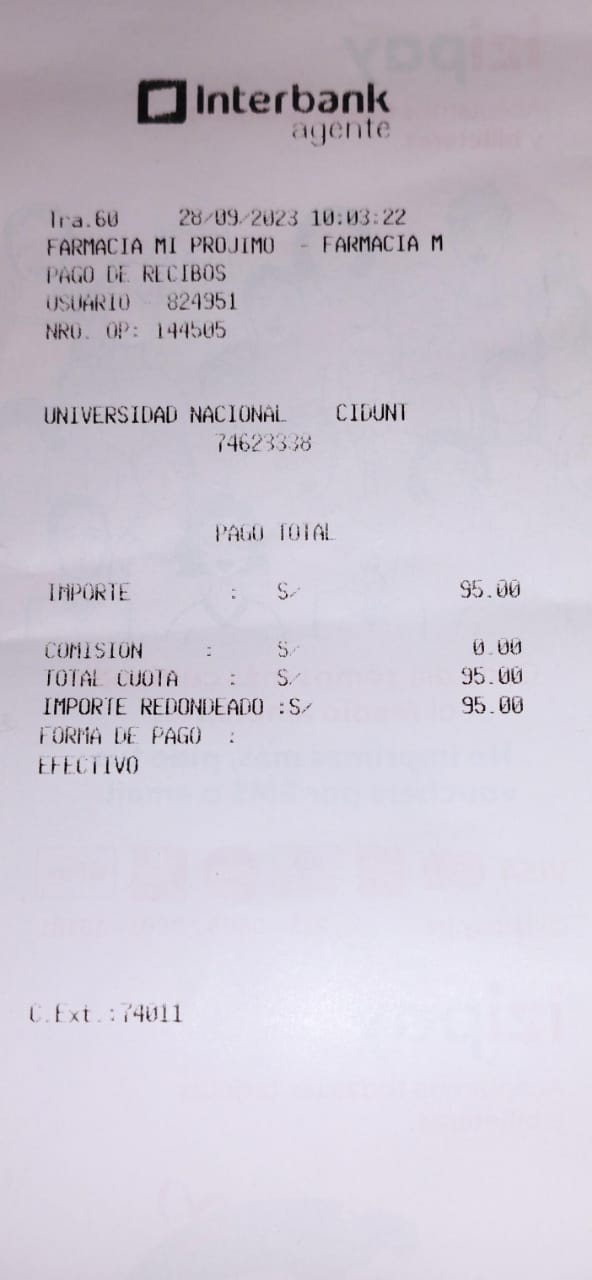 Interbank
agente
Tra.60 28/09/2023 10:03:22
FARMACIA MI PROJIMO - FARMACIA M
PAGO DE RECIBOS
USUARIO 824951
NRO. OP: 144505
UNIVERSIDAD NACIONAL CIDUNT
74623338
PAGO TOTAL
IMPORTE : S/ 95.00
COMISION : S/ 0.00
TOTAL CUOTA : S/ 95.00
IMPORTE REDONDEADO :S/ 95.00
FORMA DE PAGO :
EFECTIVO
C.Ext.:74011
izipay